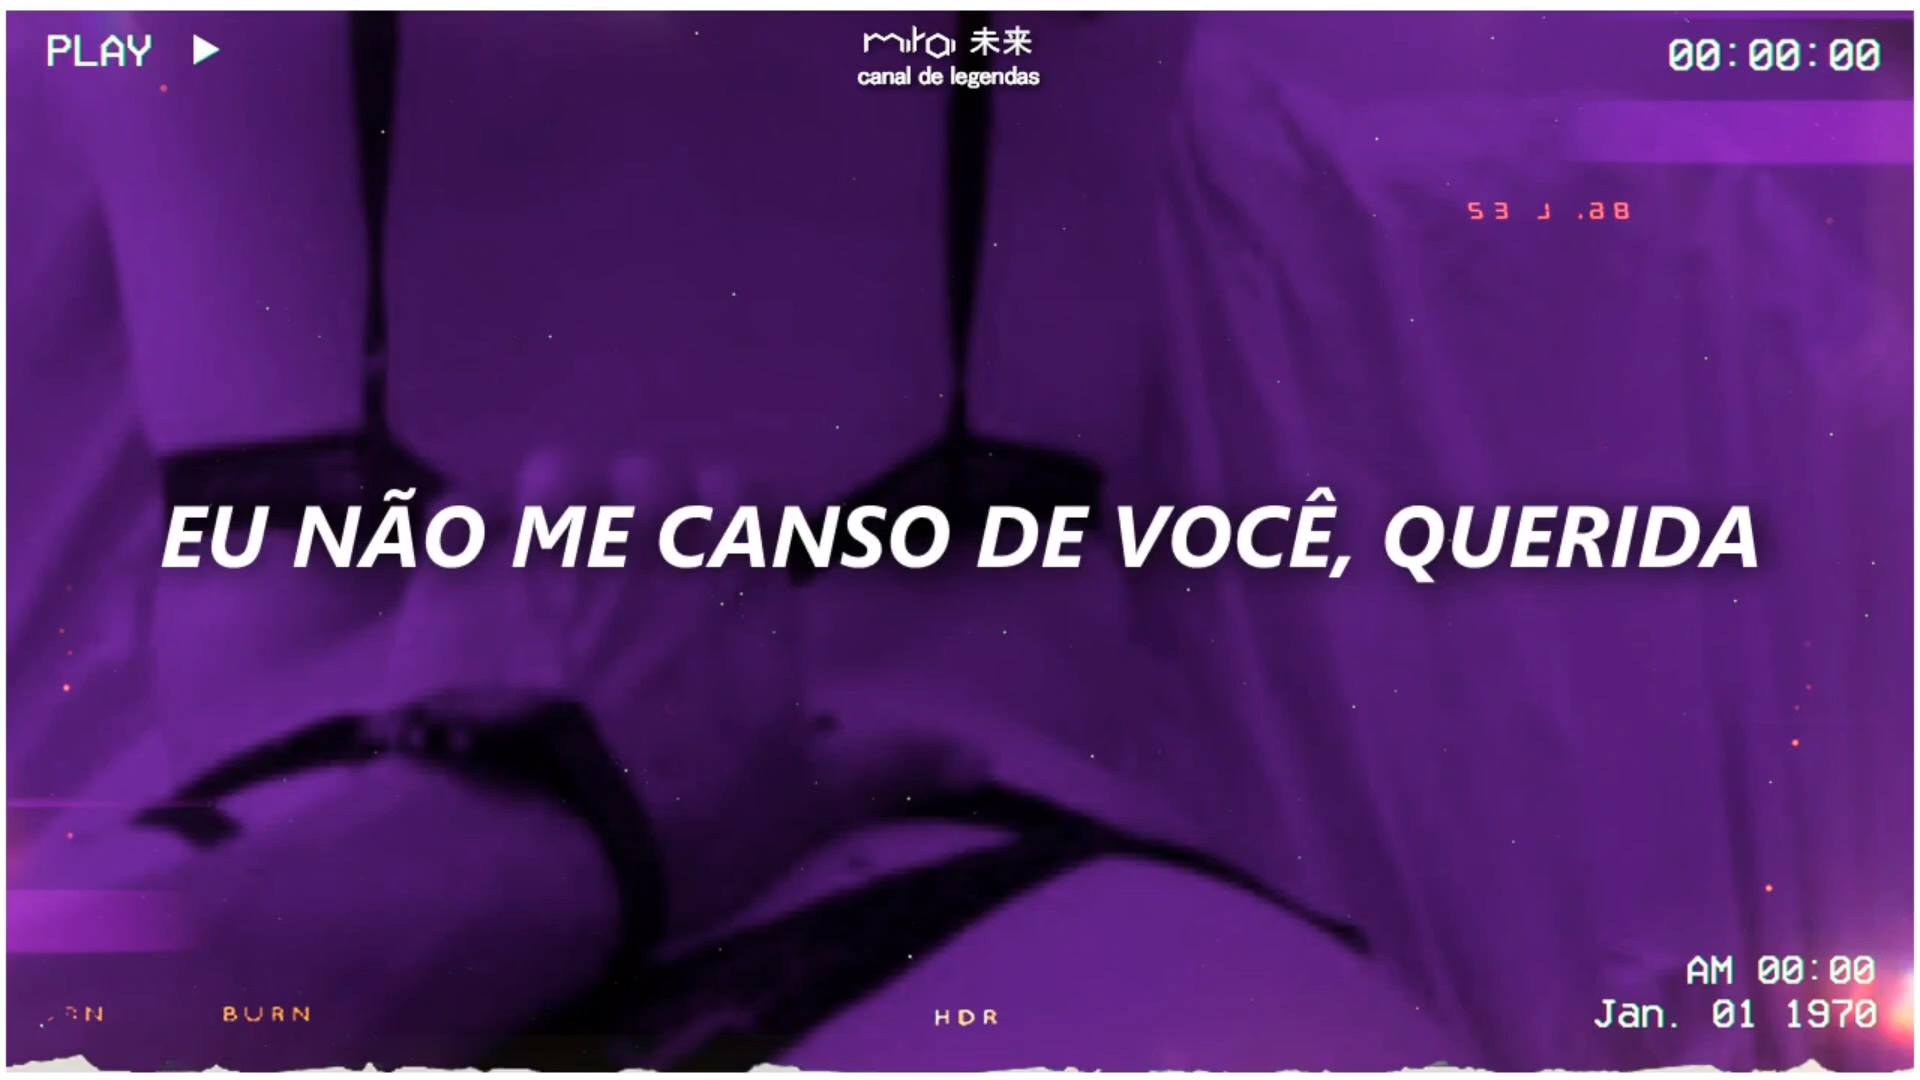 PLAY
mirai 未来
canal de legendas
00:00:00
EU NÃO ME CANSO DE VOCÊ, QUERIDA
AM 00:00
Jan. 01 1970
BURN
HDR